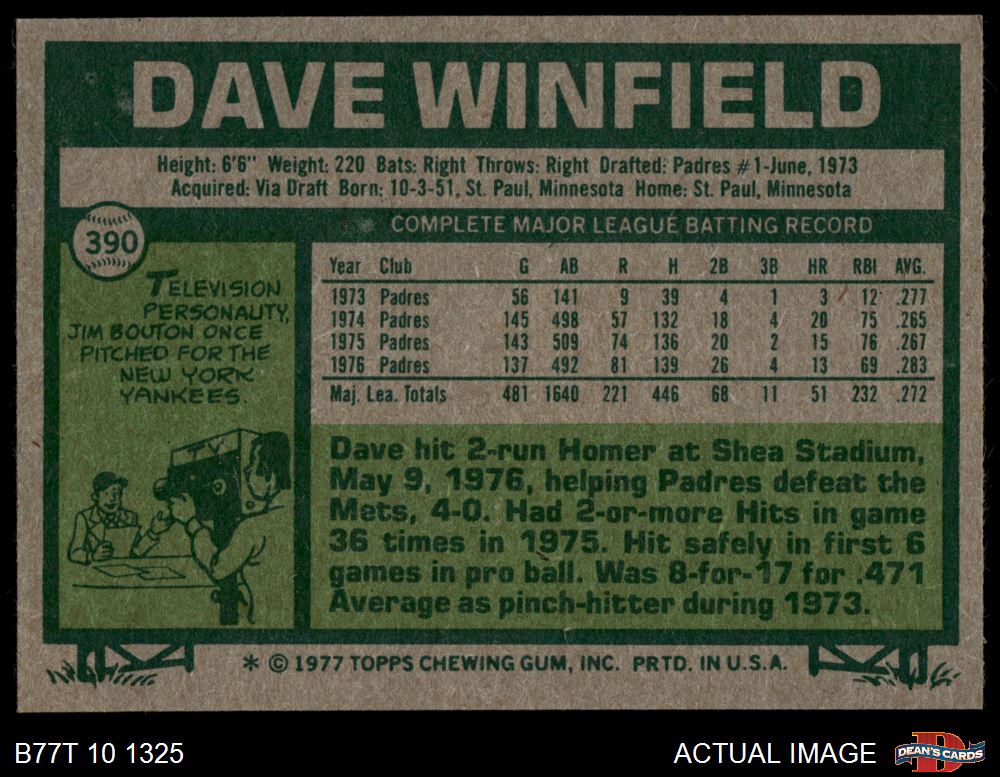 DAVE WINFIELD
Height: 6'6" Weight: 220 Bats: Right Throws: Right Drafted: Padres #1-June, 1973
Acquired: Via Draft Born: 10-3-51, St. Paul, Minnesota Home: St. Paul, Minnesota
390
COMPLETE MAJOR LEAGUE BATTING RECORD
TELEVISION
PERSONALITY,
JIM BOUTON ONCE
PITCHED FOR THE
NEW YORK
YANKEES.
TV
Year Club G AB R H 2B 3B HR RBI AVG.
1973 Padres 56 141 9 39 4 1 3 12 .277
1974 Padres 145 498 57 132 18 4 20 75 .265
1975 Padres 143 509 74 136 20 2 15 76 .267
1976 Padres 137 492 81 139 26 4 13 69 .283
Maj. Lea. Totals 481 1640 221 446 68 11 51 232 .272
Dave hit 2-run Homer at Shea Stadium,
May 9, 1976, helping Padres defeat the
Mets, 4-0. Had 2-or-more Hits in game
36 times in 1975. Hit safely in first 6
games in pro ball. Was 8-for-17 for .471
Average as pinch-hitter during 1973.
* © 1977 TOPPS CHEWING GUM, INC. PRTD. IN U.S.A.
B77T 10 1325
ACTUAL IMAGE
D
DEAN'S CARDS